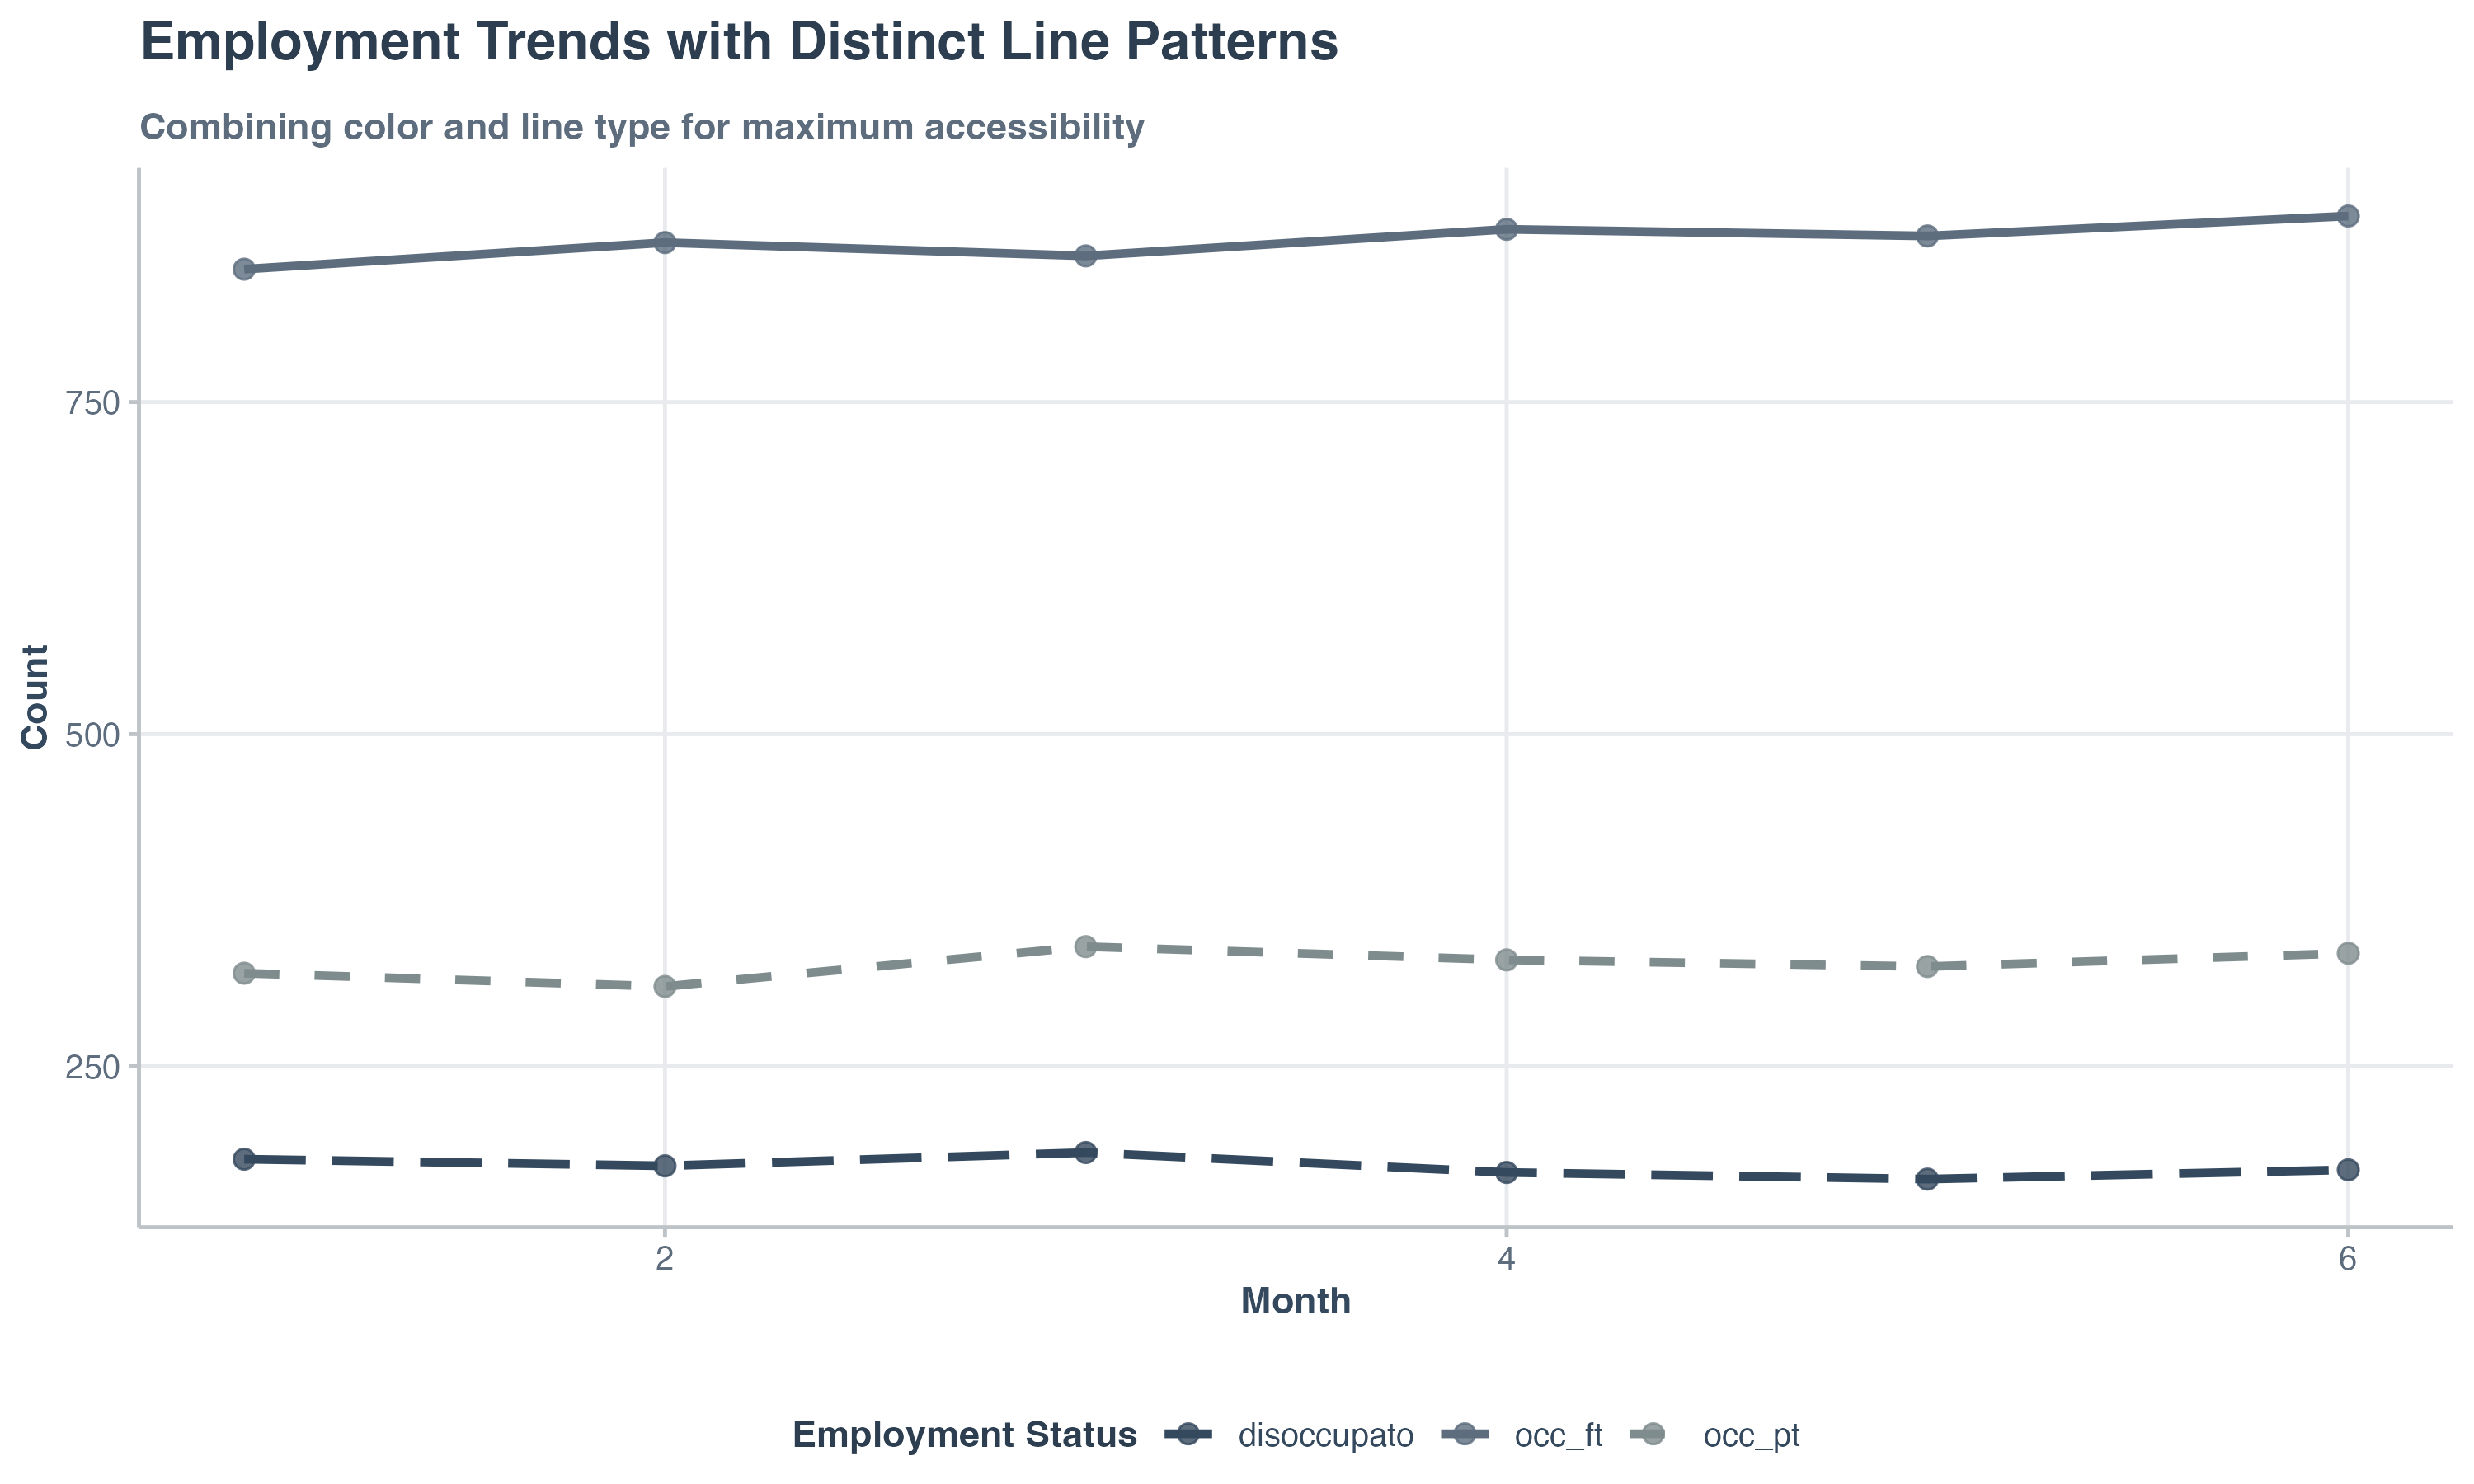 Employment Trends with Distinct Line Patterns
Combining color and line type for maximum accessibility
Count
750
500
250
2 4 6
Month
Employment Status disoccupato occ_ft occ_pt